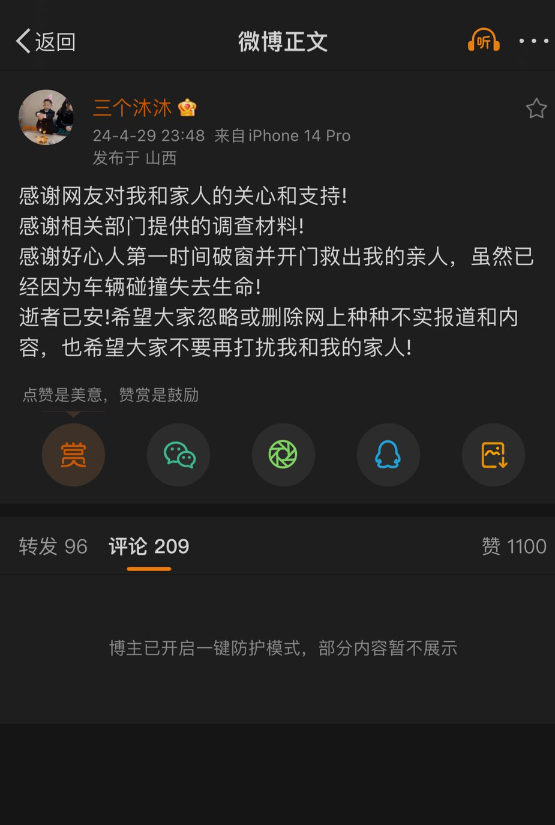 返回
微博正文
听
三个沐沐
24-4-29 23:48 来自iPhone 14 Pro
发布于 山西
感谢网友对我和家人的关心和支持!
感谢相关部门提供的调查材料!
感谢好心人第一时间破窗并开门救出我的亲人，虽然已
经因为车辆碰撞失去生命!
逝者已安!希望大家忽略或删除网上种种不实报道和内
容，也希望大家不要再打扰我和我的家人!
点赞是美意，赞赏是鼓励
赏
转发 96 评论 209 赞 1100
博主已开启一键防护模式，部分内容暂不展示